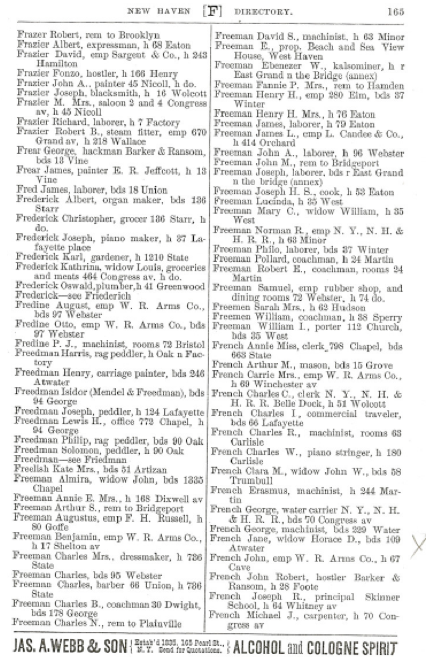 NEW HAVEN [F] DIRECTORY. 165
Frazer Robert, rem to Brooklyn
Frazier Albert, expressman, h 68 Eaton
Frazier David, emp Sargent & Co., h 243
Hamilton
Frazier Fonzo, hostler, h 166 Henry
Frazier John A., painter 45 Nicoll, h do.
Frazier Joseph, blacksmith, h 16 Wolcott
Frazier M. Mrs., saloon 2 and 4 Congress
av, h 45 Nicoll
Frazier Richard, laborer, h 7 Factory
Frazier Robert B., steam fitter, emp 670
Grand av, h 218 Wallace
Frear George, hackman Barker & Ransom,
bds 13 Vine
Frear James, painter E. R. Jeffcott, h 13
Vine
Fred James, laborer, bds 18 Union
Frederick Albert, organ maker, bds 136
Starr
Frederick Christopher, grocer 136 Starr, h
do.
Frederick Joseph, piano maker, h 37 La-
fayette place
Frederick Karl, gardener, h 1210 State
Frederick Kathrina, widow Louis, groceries
and meats 464 Congress av. h do.
Frederick Oswald, plumber, h 41 Greenwood
Frederick—see Friederich
Fredine August, emp W. R. Arms Co.,
bds 97 Webster
Fredine Otto, emp W. R. Arms Co., bds
97 Webster
Fredine P. J., machinist, rooms 72 Bristol
Freedman Harris, rag peddler, h Oak n Fac-
tory
Freedman Henry, carriage painter, bds 246
Atwater
Freedman Isidor (Mendel & Freedman), bds
94 George
Freedman Joseph, peddler, h 124 Lafayette
Freedman Lewis H., office 772 Chapel, h
94 George
Freedman Philip, rag peddler, bds 90 Oak
Freedman Solomon, peddler, h 90 Oak
Freedman—see Friedman
Freelish Kate Mrs., bds 51 Artizan
Freeman Almira, widow John, bds 1335
Chapel
Freeman Annie E. Mrs., h 168 Dixwell av
Freeman Arthur S., rem to Bridgeport
Freeman Augustus, emp F. H. Russell, h
80 Goffe
Freeman Benjamin, emp W. R. Arms Co.,
h 17 Shelton av
Freeman Charles Mrs., dressmaker, h 736
State
Freeman Charles, bds 95 Webster
Freeman Charles, barber 66 Union, h 736
State
Freeman Charles B., coachman 30 Dwight,
bds 178 George
Freeman Charles N., rem to Plainville
Freeman David S., machinist, h 63 Minor
Freeman E., prop. Beach and Sea View
House, West Haven
Freeman Ebenezer W., kalsominer, h r
East Grand n the Bridge (annex)
Freeman Fannie P. Mrs., rem to Hamden
Freeman Henry H., emp 280 Elm, bds 37
Winter
Freeman Henry H. Mrs., h 76 Eaton
Freeman James, laborer, h 79 Eaton
Freeman James L., emp L. Candee & Co.,
h 414 Orchard
Freeman John A., laborer, h 96 Webster
Freeman John M., rem to Bridgeport
Freeman Joseph, laborer, bds r East Grand
n the bridge (annex)
Freeman Joseph H. S., cook, h 53 Eaton
Freeman Lucinda, h 35 West
Freeman Mary C., widow William, h 35
West
Freeman Norman R., emp N. Y., N. H. &
H. R. R., h 63 Minor
Freeman Philo, laborer, bds 37 Winter
Freeman Pollard, coachman, h 24 Martin
Freeman Robert E., coachman, rooms 24
Martin
Freeman Samuel, emp rubber shop, and
dining rooms 72 Webster, h 74 do.
Freeman Sarah Mrs., h 62 Hudson
Freemen William, coachman, h 38 Sperry
Freeman William I., porter 112 Church,
bds 35 West
French Annie Miss, clerk 798 Chapel, bds
663 State
French Arthur M., mason, bds 15 Grove
French Carrie Mrs., emp W. R. Arms Co.,
h 69 Winchester av
French Charles C., clerk N. Y., N. H. &
H. R. R. Belle Dock, h 51 Wolcott
French Charles I., commercial traveler,
bds 66 Lafayette
French Charles R., machinist, rooms 63
Carlisle
French Charles W., piano stringer, h 180
Carlisle
French Clara M., widow John W., bds 58
Trumbull
French Erasmus, machinist, h 244 Mar-
tin
French George, water carrier N. Y., N. H.
& H. R. R., bds 70 Congress av
French George, machinist, bds 229 Water
French Jane, widow Horace D., bds 109
Atwater
French John, emp W. R. Arms Co., h 67
Cave
French John Robert, hostler Barker &
Ransom, h 28 Foote
French Joseph, principal Skinner
School, h 64 Whitney av
French Michael J., carpenter, h 70 Con-
gress av
JAS. A. WEBB & SON { Estab'd 1835, 165 Pearl St., N. Y. Send for Quotations. } ALCOHOL and COLOGNE SPIRIT